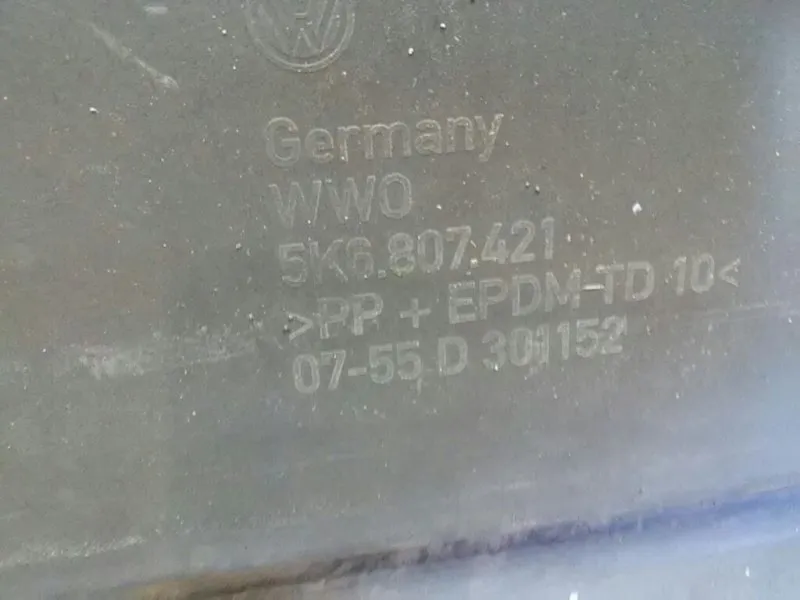 Germany
WWO
5K6.807.421
>PP + EPDM-TD 10<
07-55 D 301152